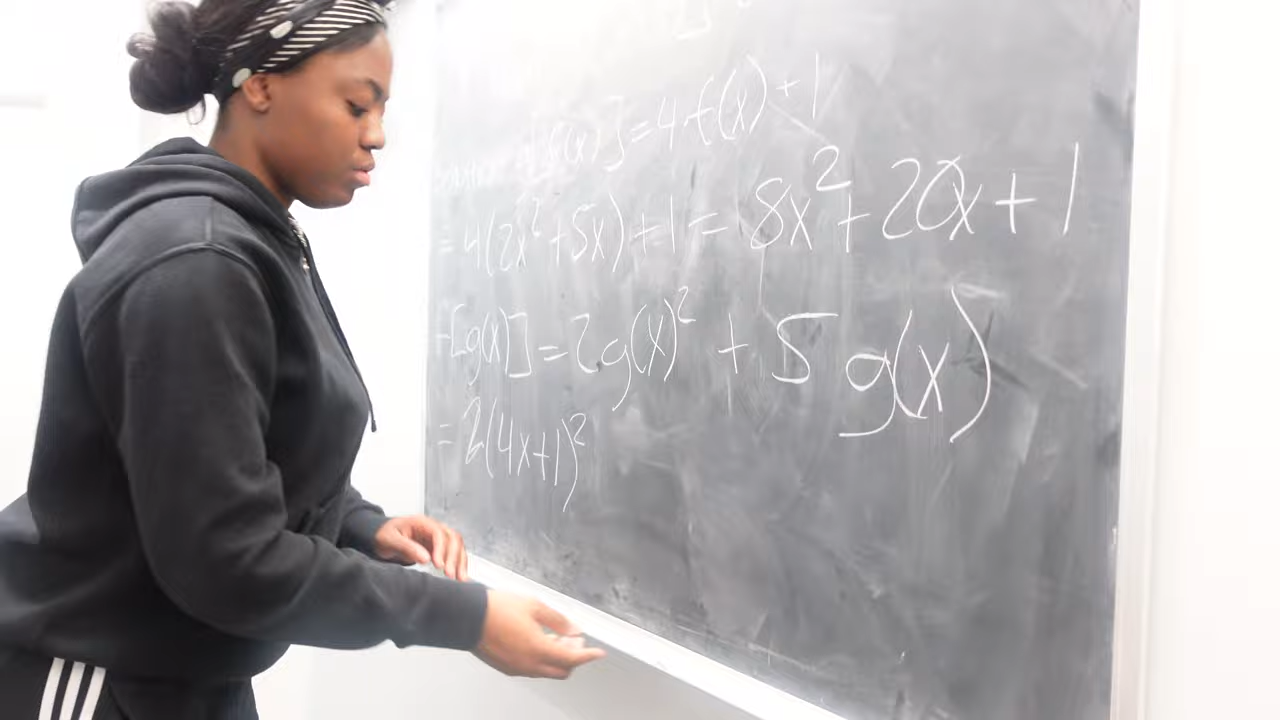 [f(x)] = 4f(x) + 1
= 4(2x² + 5x) + 1 = 8x² + 20x + 1
[g(x)] = 2g(x)² + 5g(x)
= 2(4x+1)²